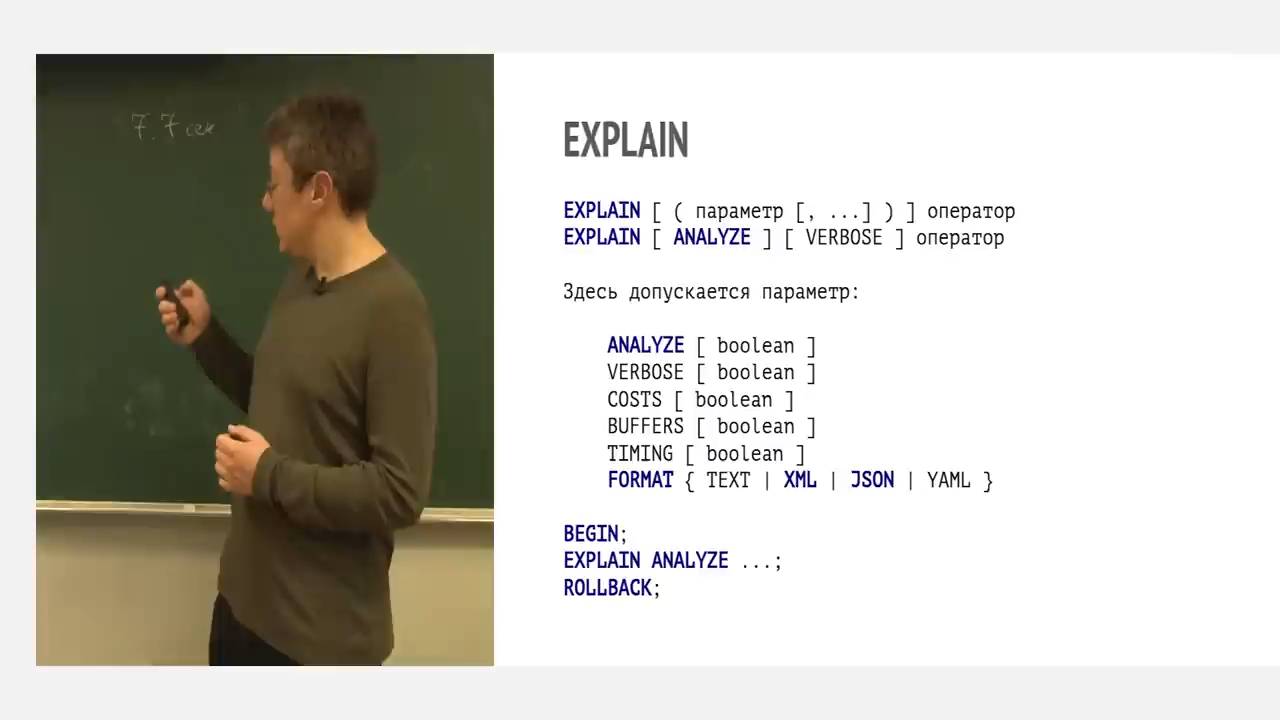 7.7 сек
EXPLAIN
EXPLAIN [ ( параметр [, ...] ) ] оператор
EXPLAIN [ ANALYZE ] [ VERBOSE ] оператор
Здесь допускается параметр:
ANALYZE [ boolean ]
VERBOSE [ boolean ]
COSTS [ boolean ]
BUFFERS [ boolean ]
TIMING [ boolean ]
FORMAT { TEXT | XML | JSON | YAML }
BEGIN;
EXPLAIN ANALYZE ...;
ROLLBACK;